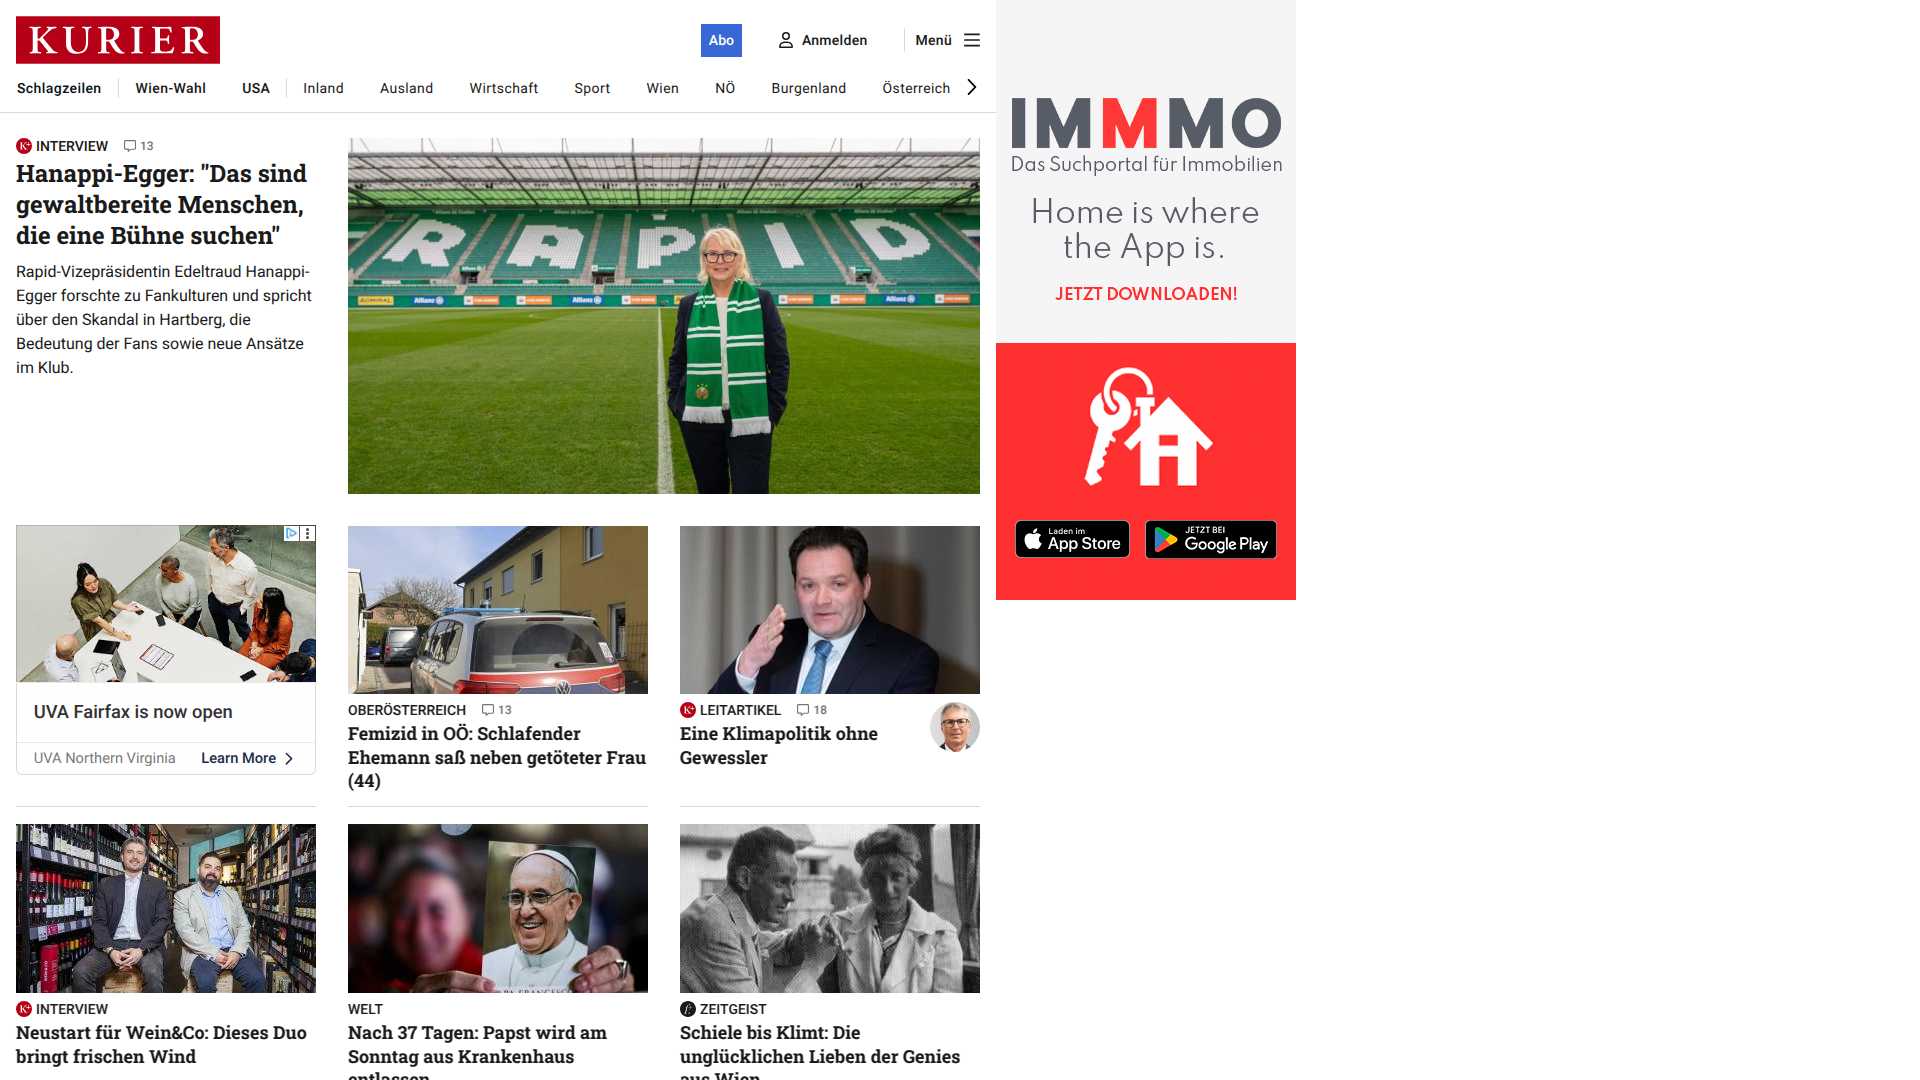 KURIER
Abo
Anmelden
Menü
Schlagzeilen
Wien-Wahl
USA
Inland
Ausland
Wirtschaft
Sport
Wien
NÖ
Burgenland
Österreich
INTERVIEW 13
Hanappi-Egger: "Das sind
gewaltbereite Menschen,
die eine Bühne suchen"
Rapid-Vizepräsidentin Edeltraud Hanappi-
Egger forschte zu Fankulturen und spricht
über den Skandal in Hartberg, die
Bedeutung der Fans sowie neue Ansätze
im Klub.
RAPID
IMMMO
Das Suchportal für Immobilien
Home is where
the App is.
JETZT DOWNLOADEN!
Laden im
App Store
JETZT BEI
Google Play
UVA Fairfax is now open
UVA Northern Virginia
Learn More
OBERÖSTERREICH 13
Femizid in OÖ: Schlafender
Ehemann saß neben getöteter Frau
(44)
LEITARTIKEL 18
Eine Klimapolitik ohne
Gewessler
INTERVIEW
Neustart für Wein&Co: Dieses Duo
bringt frischen Wind
WELT
Nach 37 Tagen: Papst wird am
Sonntag aus Krankenhaus
entlassen
ZEITGEIST
Schiele bis Klimt: Die
unglücklichen Lieben der Genies
aus Wien